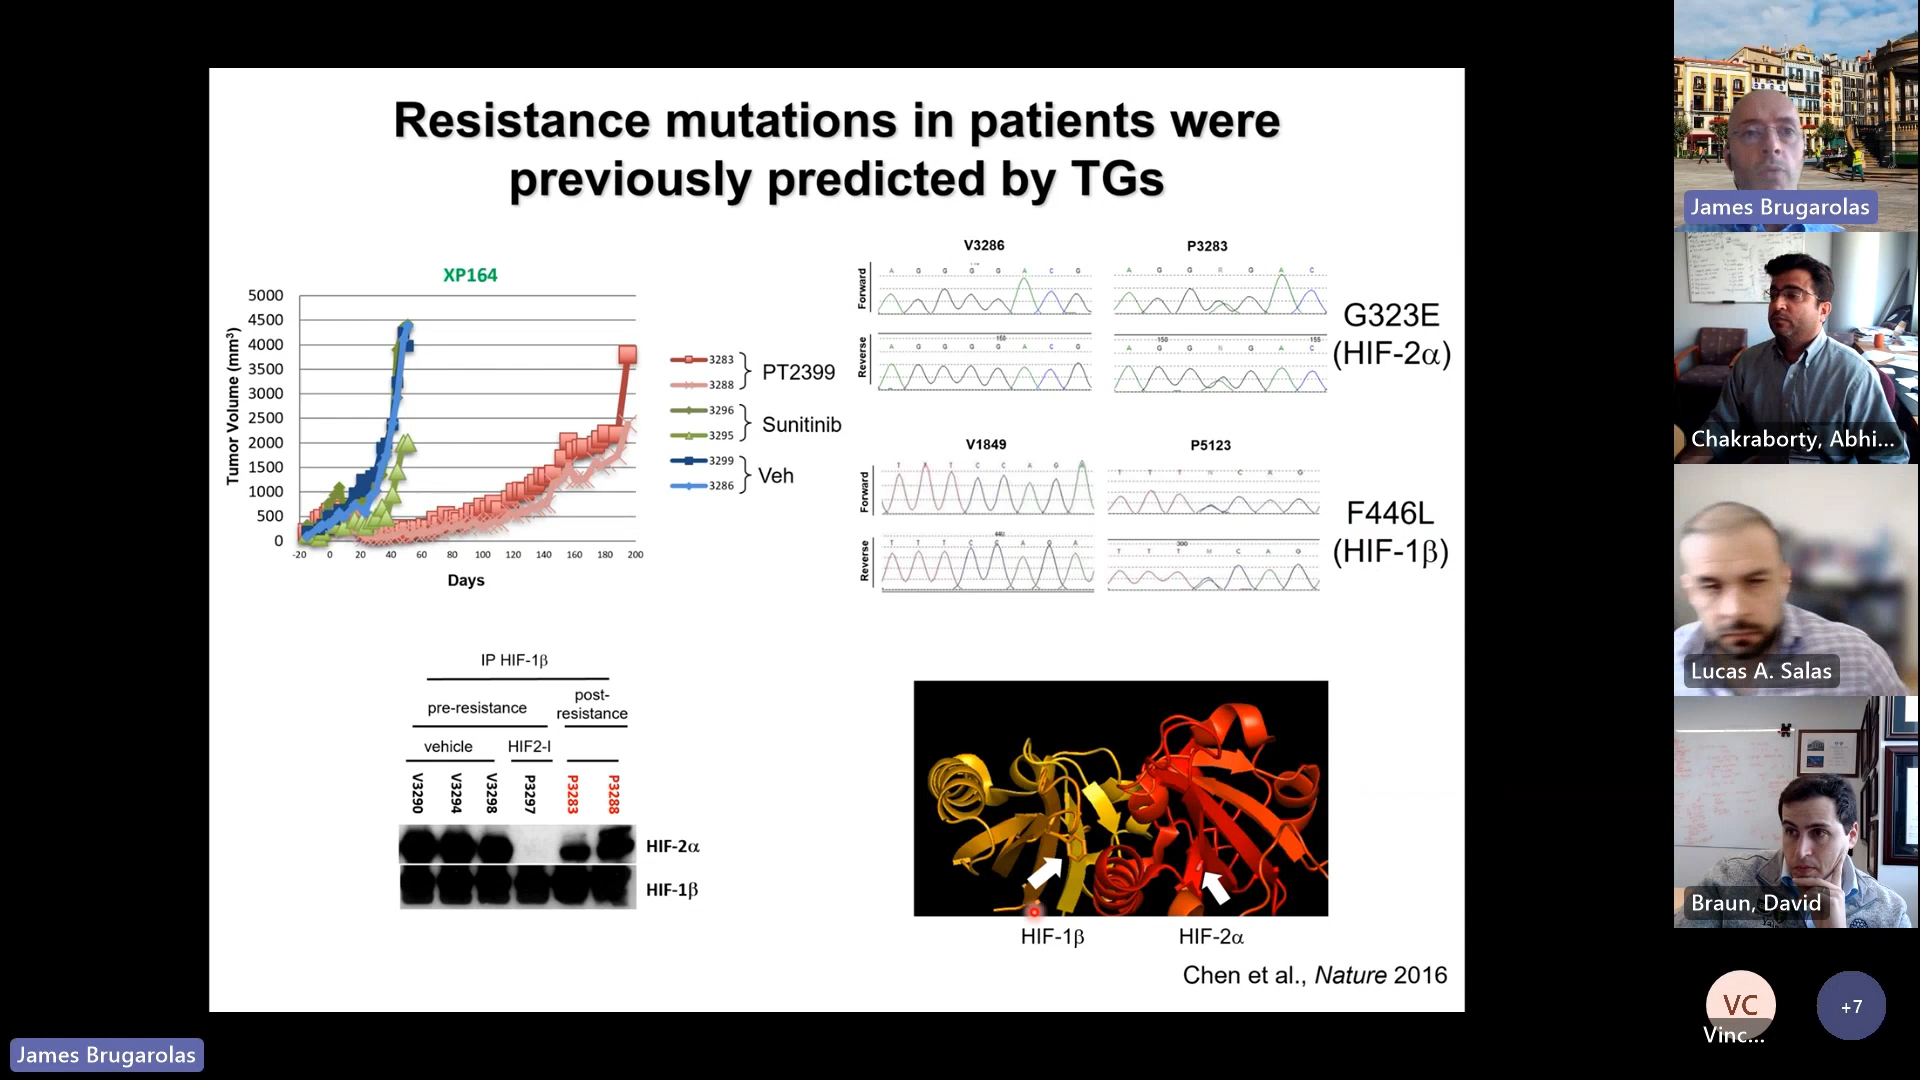 Resistance mutations in patients were
previously predicted by TGs
XP164
Tumor Volume (mm³)
5000
4500
4000
3500
3000
2500
2000
1500
1000
500
0
-20 0 20 40 60 80 100 120 140 160 180 200
Days
3283
3288
PT2399
3296
3295
Sunitinib
3299
3286
Veh
V3286
P3283
Forward
A G G G G A C G
A G G R G A C
Reverse
150
A G G G G A C G
150 155
A G G N G A C
G323E
(HIF-2α)
V1849
P5123
Forward
T T T C C A G A
T T T N C A G
Reverse
T T T C C A G A
300
T T T M C A G
F446L
(HIF-1β)
IP HIF-1β
pre-resistance
post-
resistance
vehicle
HIF2-I
V3290
V3294
V3298
P3297
P3283
P3288
HIF-2α
HIF-1β
HIF-1β
HIF-2α
Chen et al., Nature 2016
James Brugarolas
Chakraborty, Abhi...
Lucas A. Salas
Braun, David
VC
Vinc...
+7
James Brugarolas